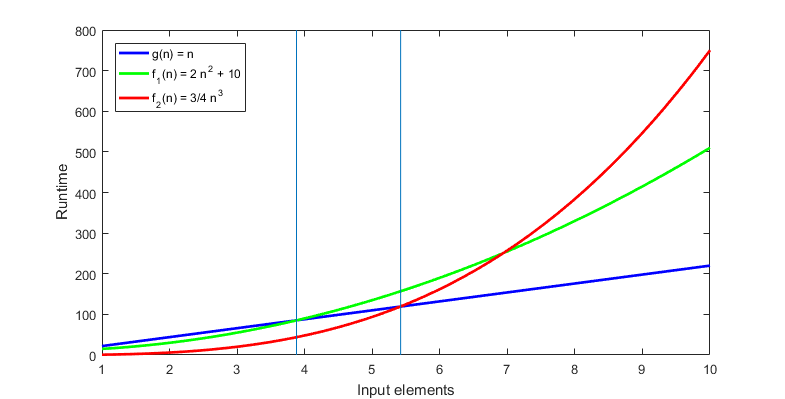 800
700
600
500
400
300
200
100
0
Runtime
g(n) = n
f₁(n) = 2 n² + 10
f₂(n) = 3/4 n³
1 2 3 4 5 6 7 8 9 10
Input elements